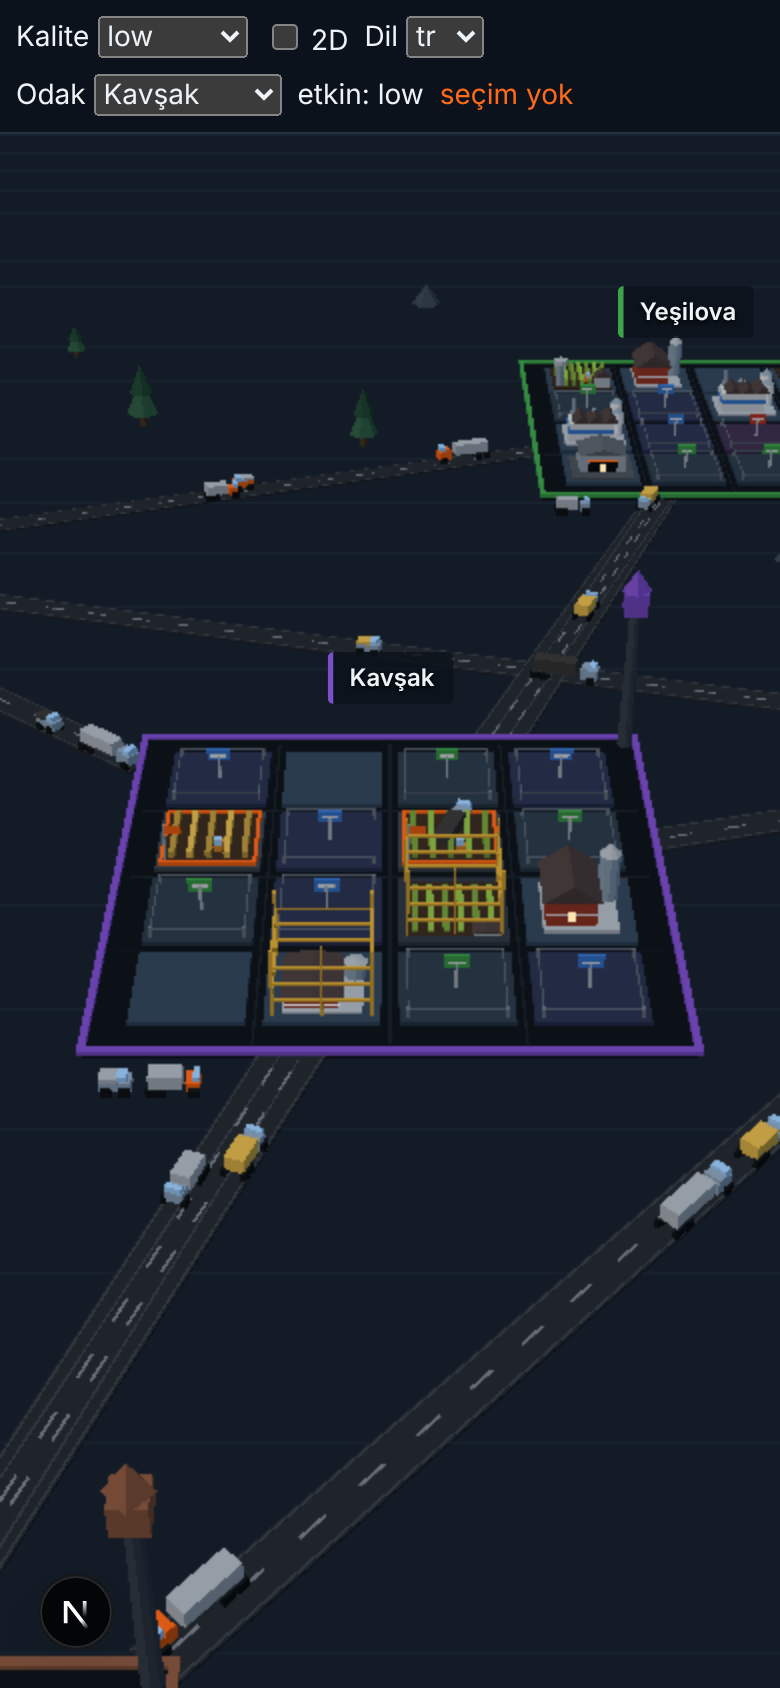 Kalite low 2D Dil tr
Odak Kavşak etkin: low seçim yok
Yeşilova
Kavşak
N